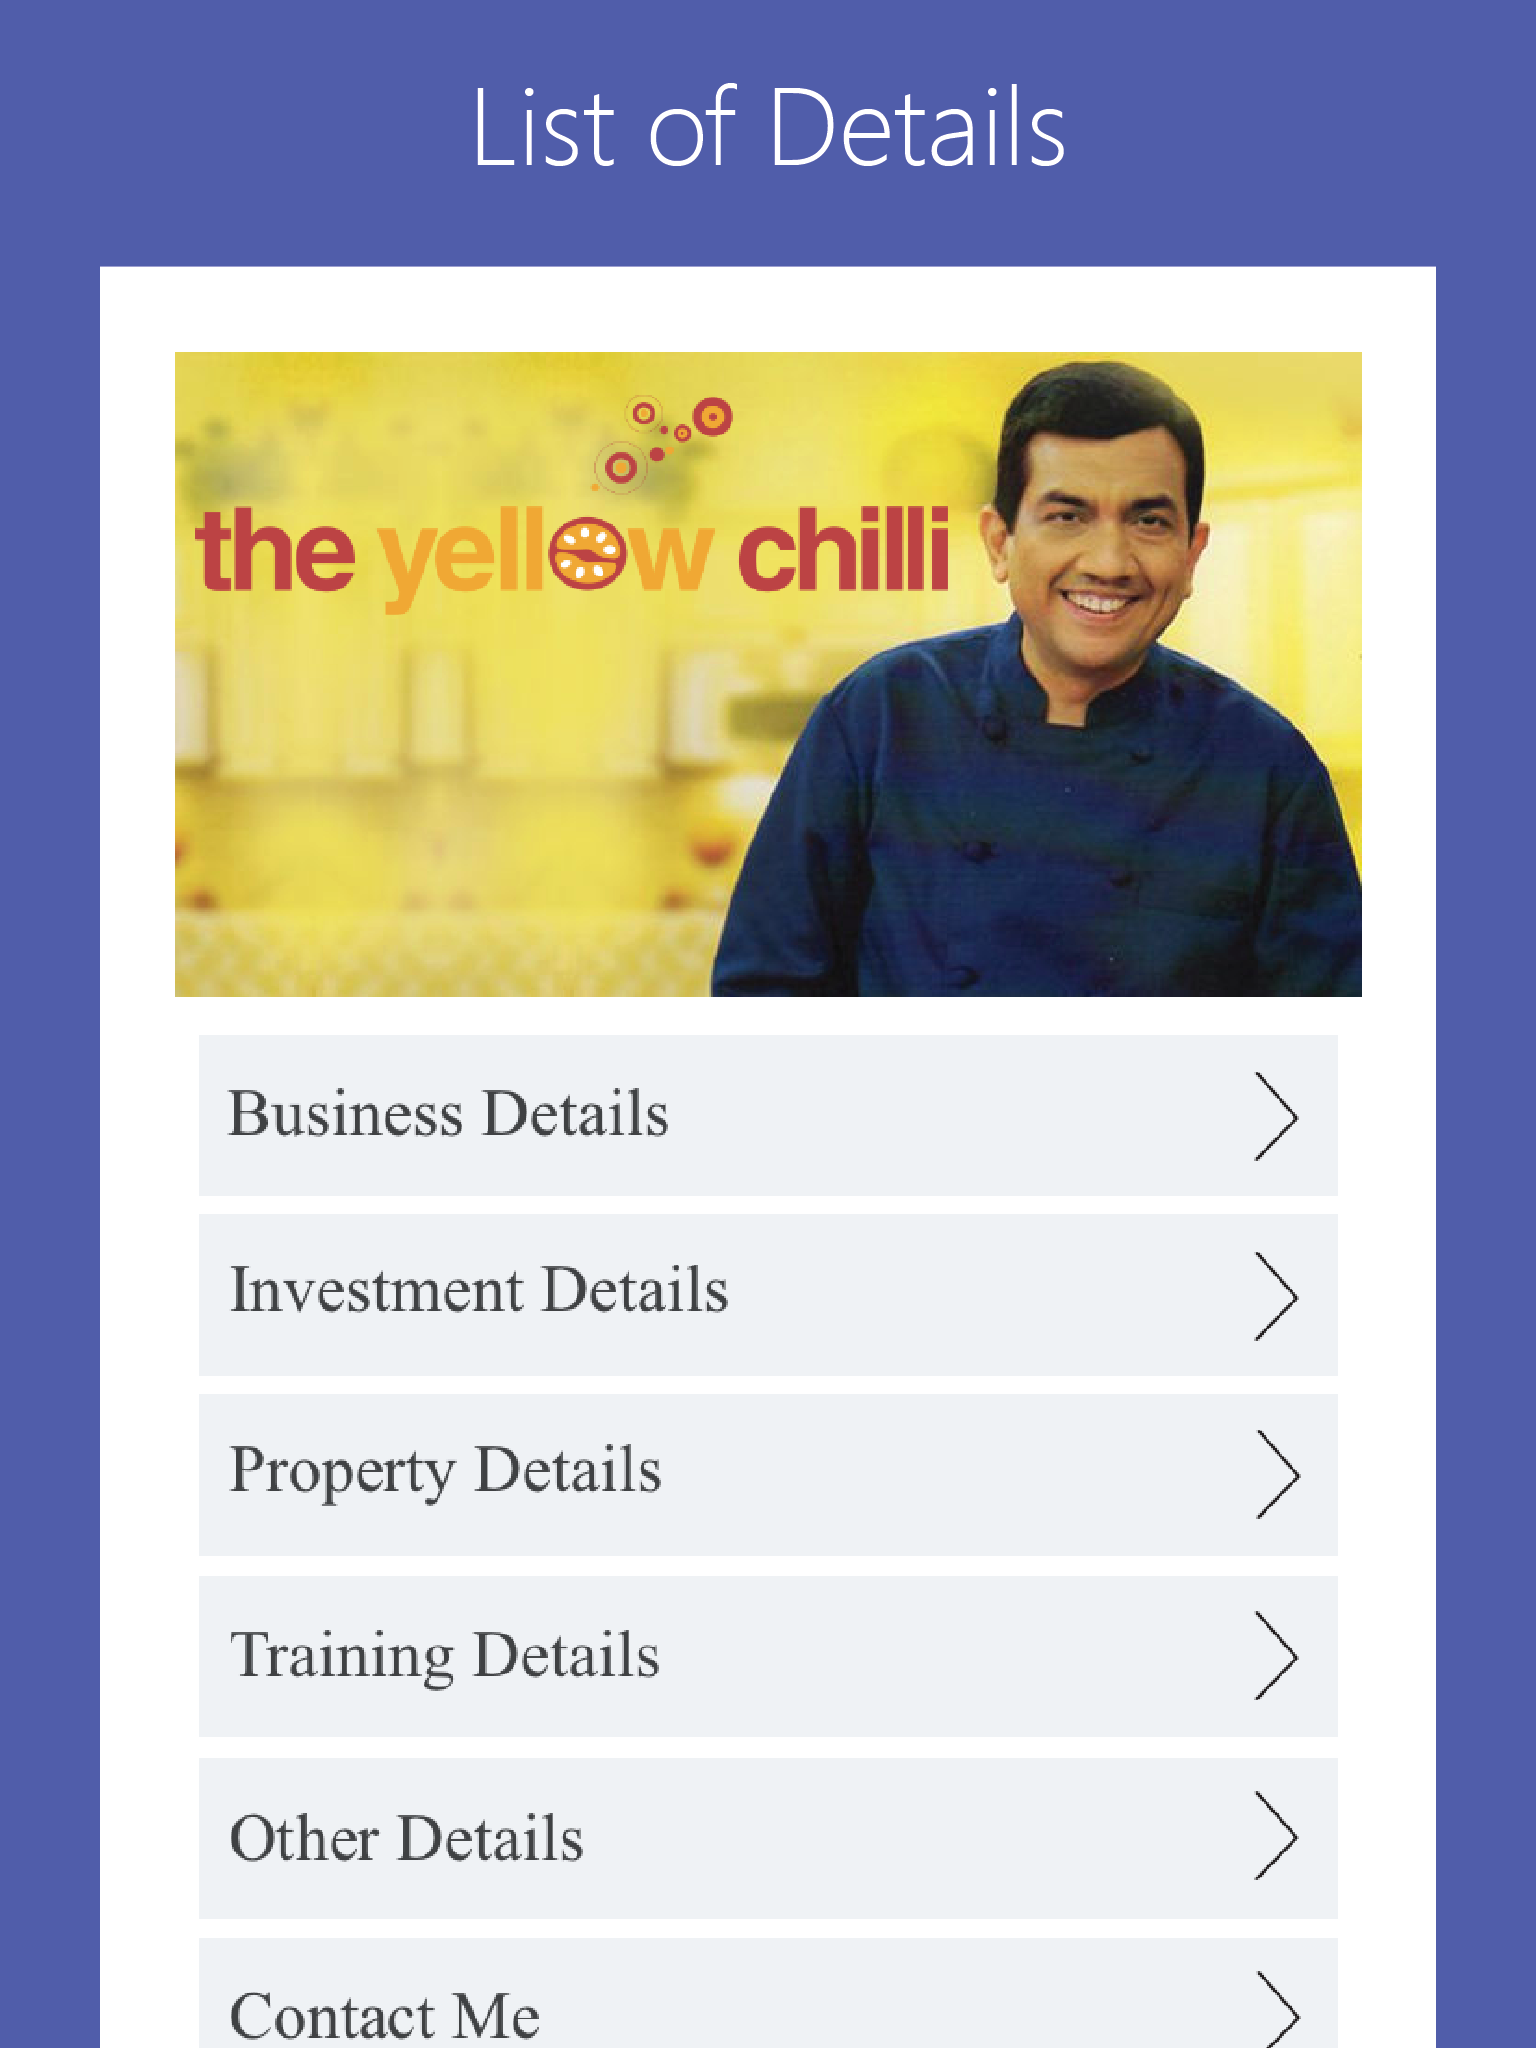 List of Details
the yellow chilli
Business Details
Investment Details
Property Details
Training Details
Other Details
Contact Me